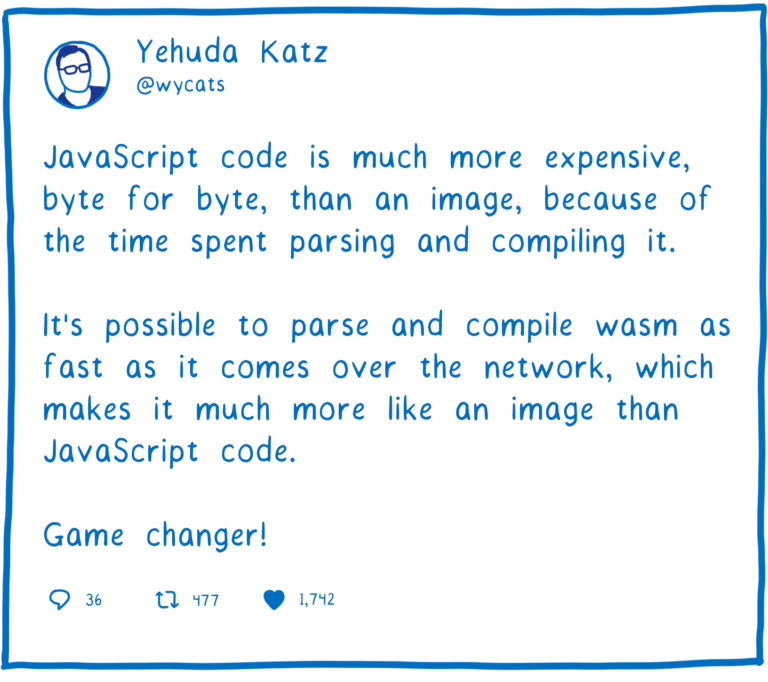 Yehuda Katz
@wycats
JavaScript code is much more expensive,
byte for byte, than an image, because of
the time spent parsing and compiling it.
It's possible to parse and compile wasm as
fast as it comes over the network, which
makes it much more like an image than
JavaScript code.
Game changer!
36 477 1,742